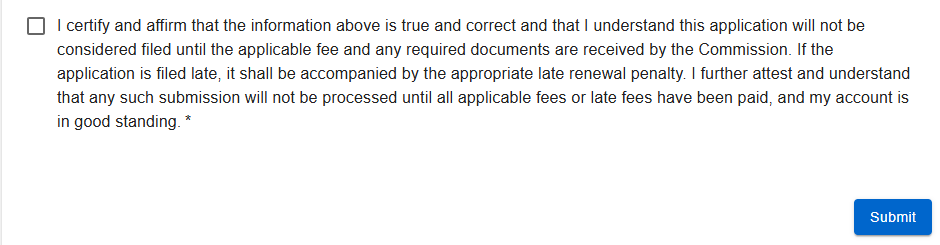 I certify and affirm that the information above is true and correct and that I understand this application will not be
considered filed until the applicable fee and any required documents are received by the Commission. If the
application is filed late, it shall be accompanied by the appropriate late renewal penalty. I further attest and understand
that any such submission will not be processed until all applicable fees or late fees have been paid, and my account is
in good standing. *
Submit